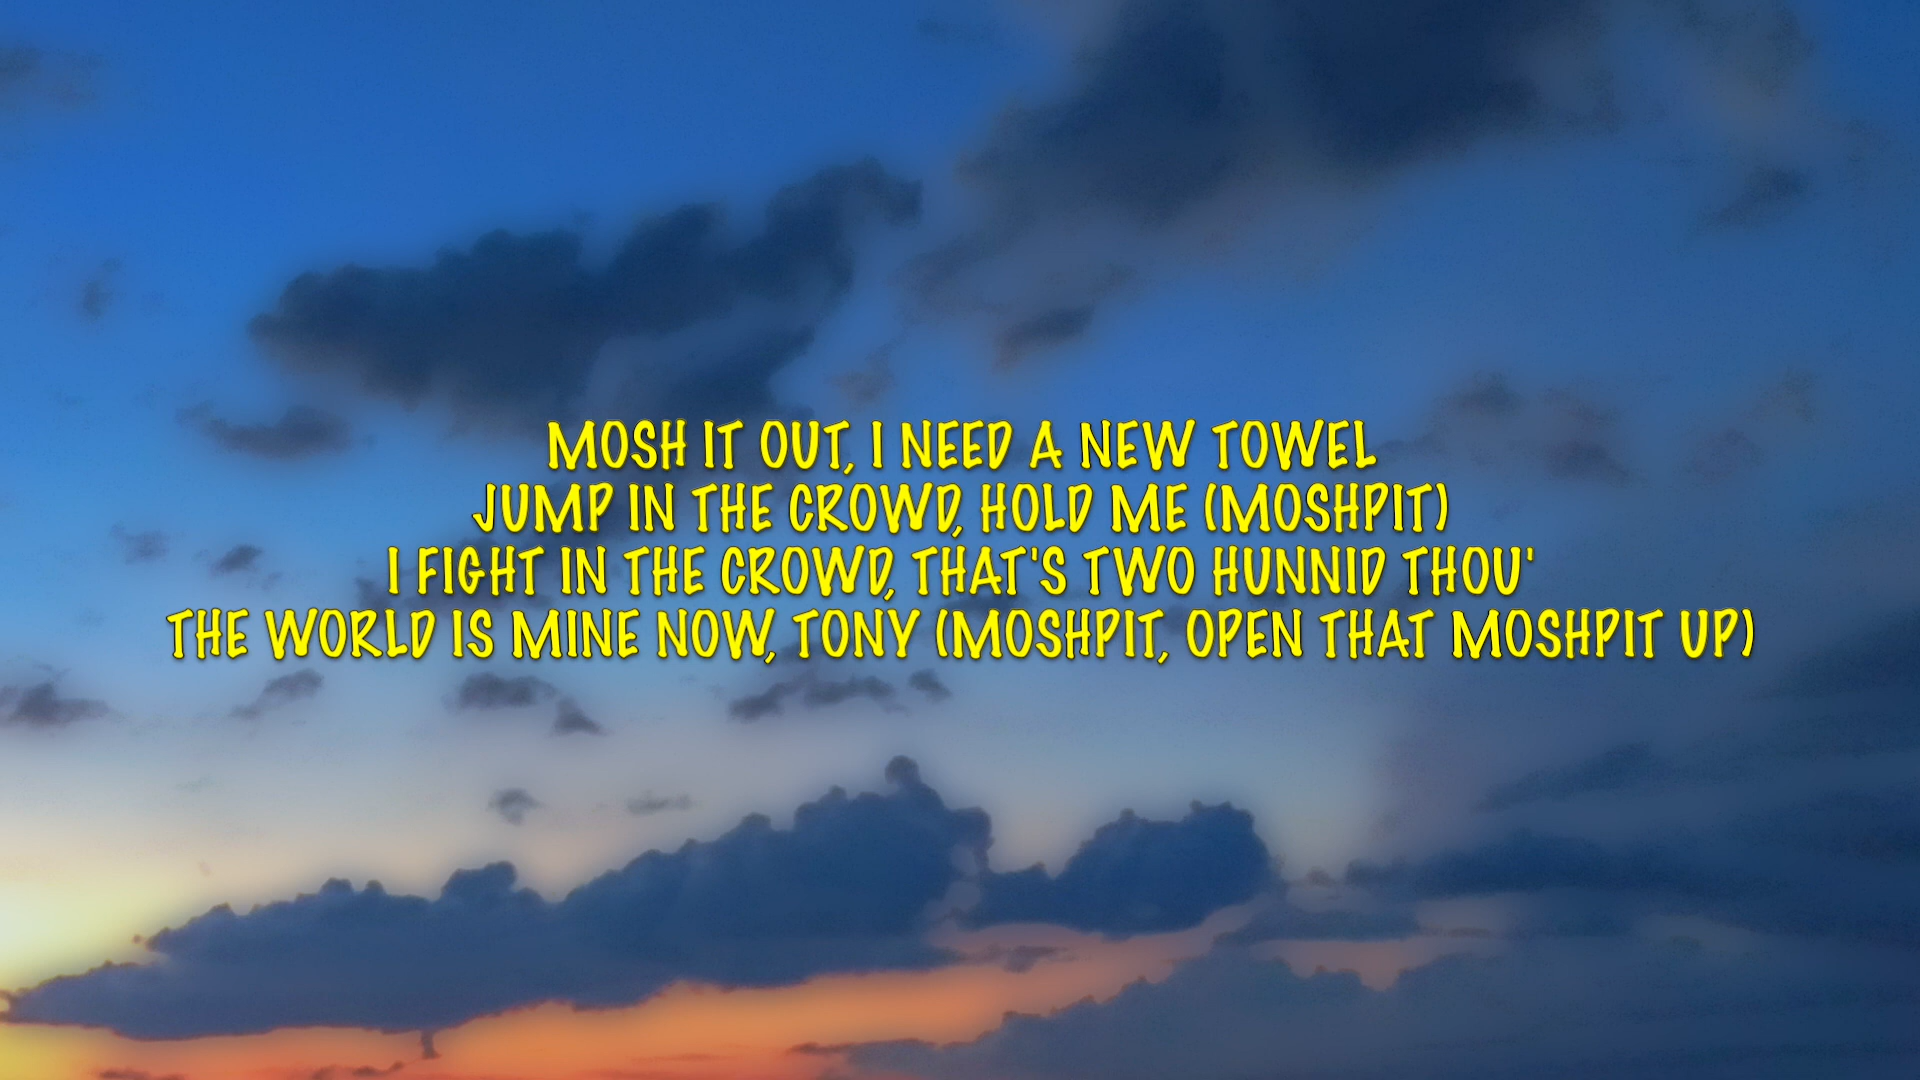 MOSH IT OUT, I NEED A NEW TOWEL
JUMP IN THE CROWD, HOLD ME (MOSHPIT)
I FIGHT IN THE CROWD, THAT'S TWO HUNNID THOU'
THE WORLD IS MINE NOW, TONY (MOSHPIT, OPEN THAT MOSHPIT UP)